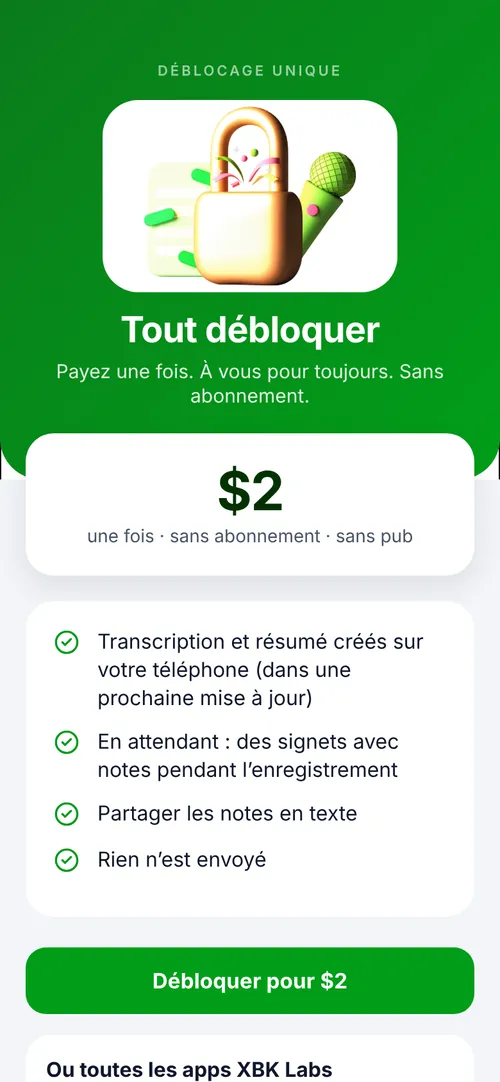 DÉBLOCAGE UNIQUE
Tout débloquer
Payez une fois. À vous pour toujours. Sans
abonnement.
$2
une fois · sans abonnement · sans pub
Transcription et résumé créés sur
votre téléphone (dans une
prochaine mise à jour)
En attendant : des signets avec
notes pendant l’enregistrement
Partager les notes en texte
Rien n’est envoyé
Débloquer pour $2
Ou toutes les apps XBK Labs